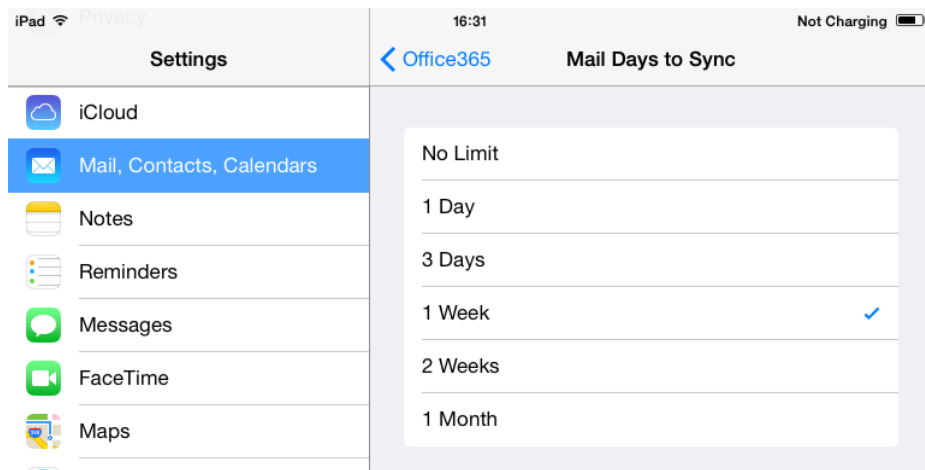 Privacy
iPad 16:31 Not Charging
Settings
Office365 Mail Days to Sync
iCloud
Mail, Contacts, Calendars
Notes
Reminders
Messages
FaceTime
Maps
No Limit
1 Day
3 Days
1 Week
2 Weeks
1 Month